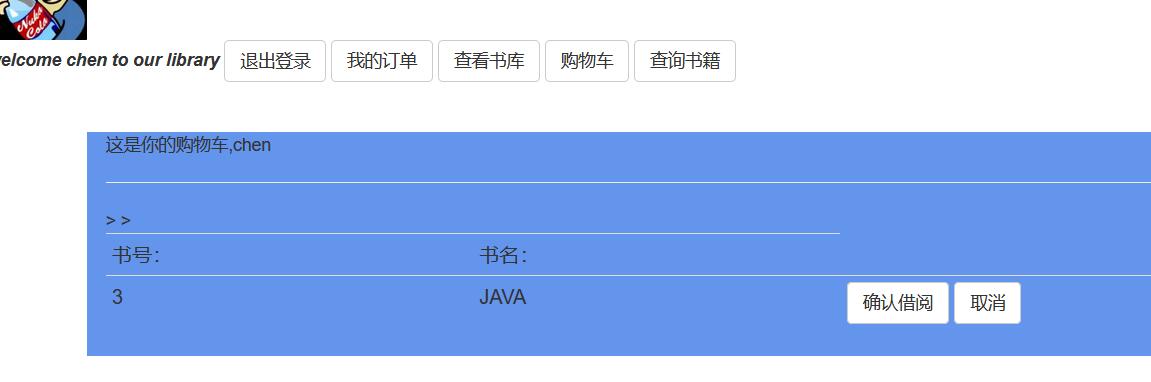 Nuka
Cola
elcome chen to our library 退出登录 我的订单 查看书库 购物车 查询书籍
这是你的购物车,chen
> >
书号： 书名：
3 JAVA 确认借阅 取消